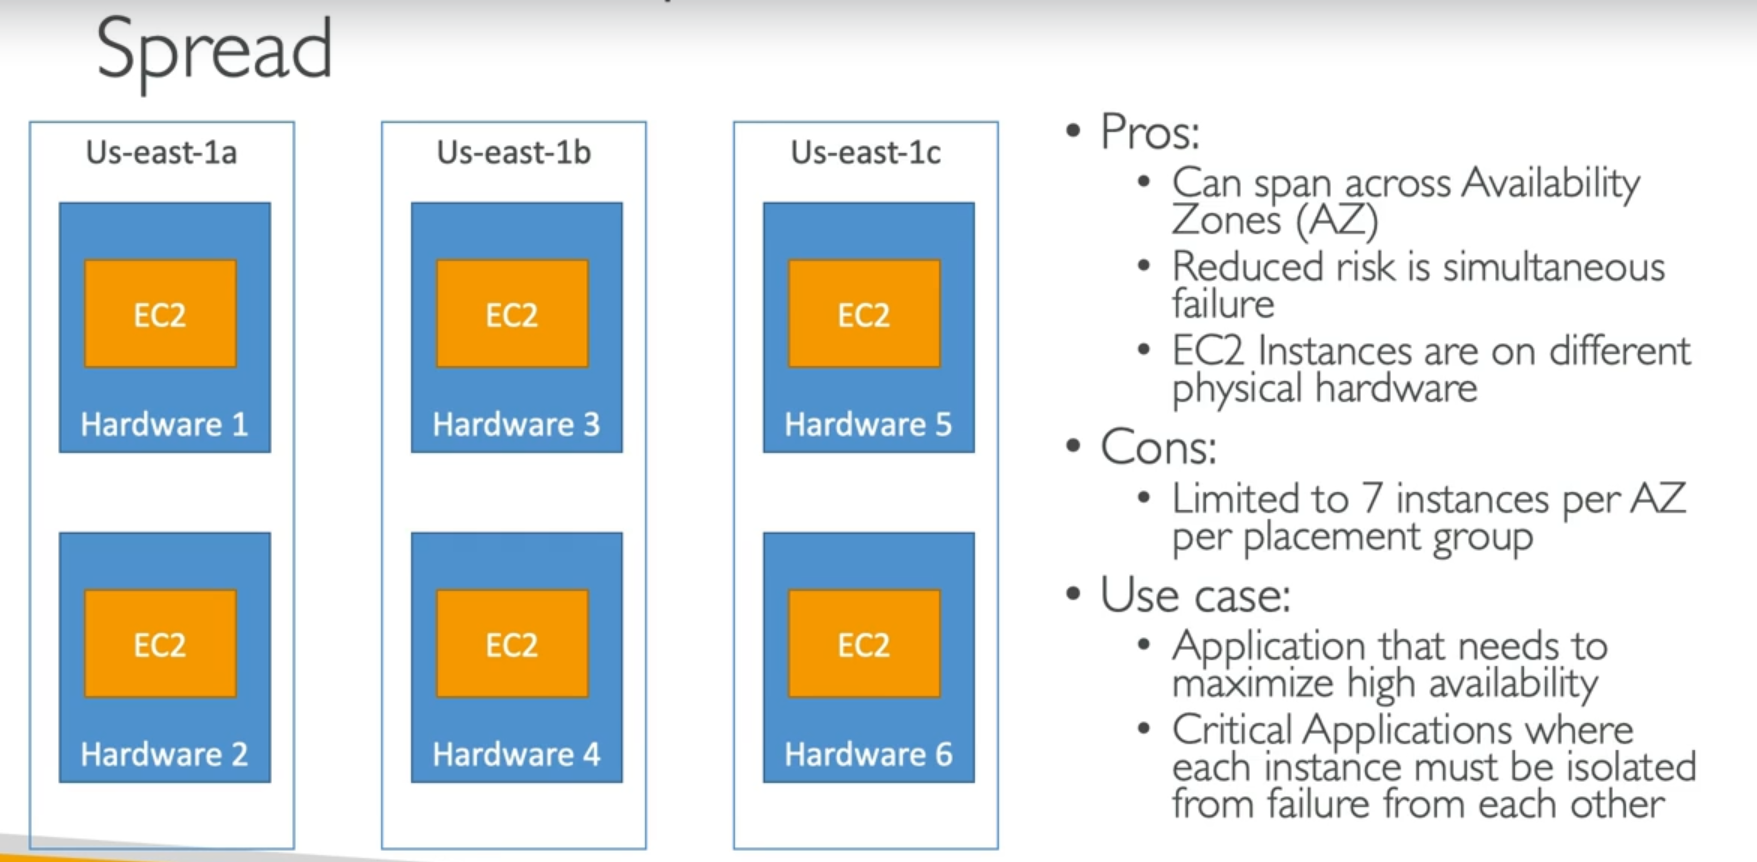 Spread
Us-east-1a
EC2
Hardware 1
EC2
Hardware 2
Us-east-1b
EC2
Hardware 3
EC2
Hardware 4
Us-east-1c
EC2
Hardware 5
EC2
Hardware 6
• Pros:
• Can span across Availability
Zones (AZ)
• Reduced risk is simultaneous
failure
• EC2 Instances are on different
physical hardware
• Cons:
• Limited to 7 instances per AZ
per placement group
• Use case:
• Application that needs to
maximize high availability
• Critical Applications where
each instance must be isolated
from failure from each other